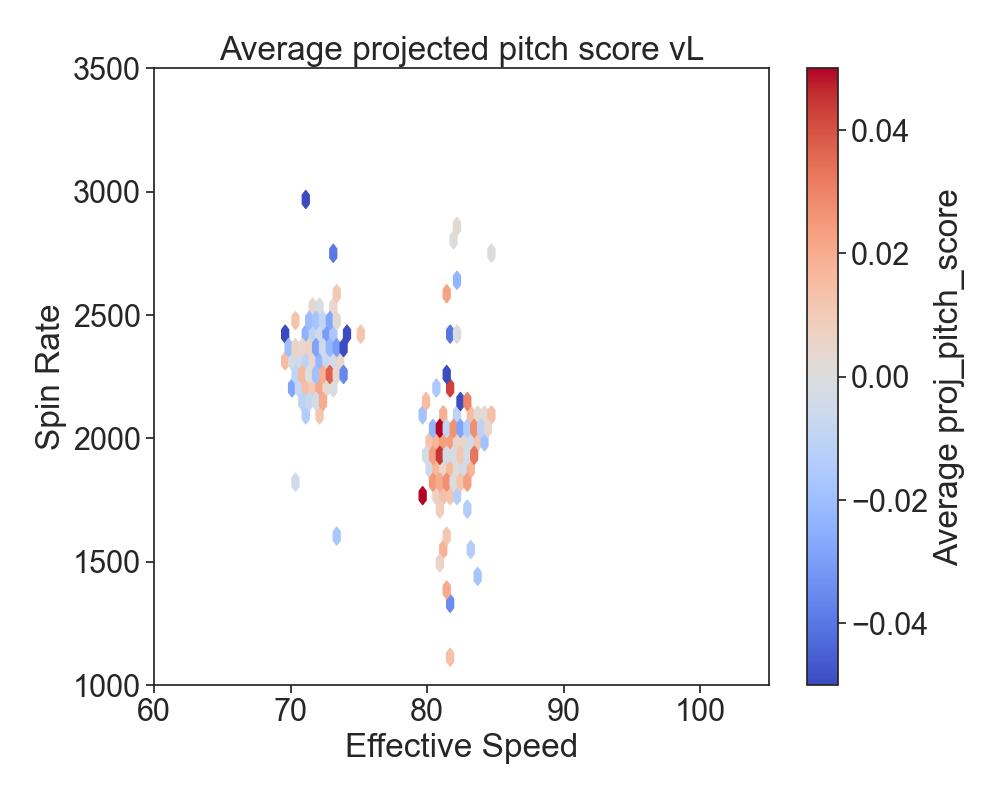 Average projected pitch score vL
3500
3000
2500
2000
1500
1000
Spin Rate
60 70 80 90 100
Effective Speed
0.04
0.02
0.00
−0.02
−0.04
Average proj_pitch_score